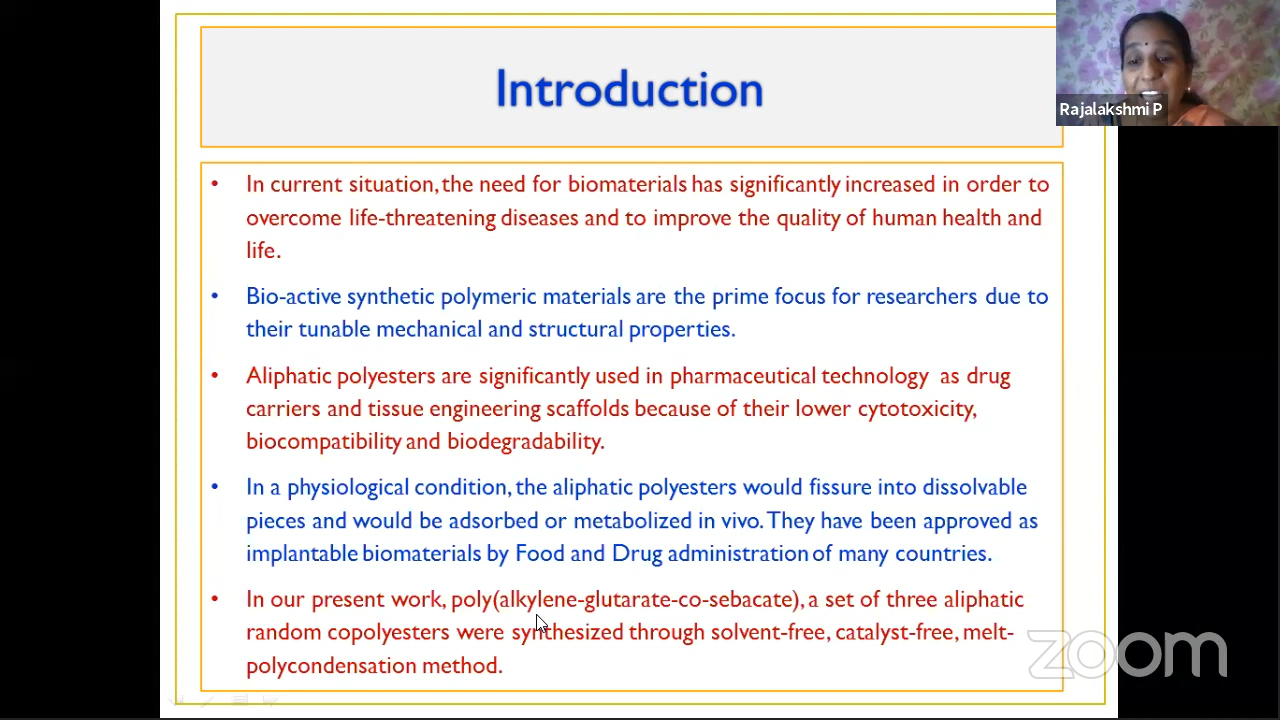 Introduction
Rajalakshmi P
• In current situation, the need for biomaterials has significantly increased in order to
overcome life-threatening diseases and to improve the quality of human health and
life.
• Bio-active synthetic polymeric materials are the prime focus for researchers due to
their tunable mechanical and structural properties.
• Aliphatic polyesters are significantly used in pharmaceutical technology as drug
carriers and tissue engineering scaffolds because of their lower cytotoxicity,
biocompatibility and biodegradability.
• In a physiological condition, the aliphatic polyesters would fissure into dissolvable
pieces and would be adsorbed or metabolized in vivo. They have been approved as
implantable biomaterials by Food and Drug administration of many countries.
• In our present work, poly(alkylene-glutarate-co-sebacate), a set of three aliphatic
random copolyesters were synthesized through solvent-free, catalyst-free, melt-
polycondensation method.
zoom